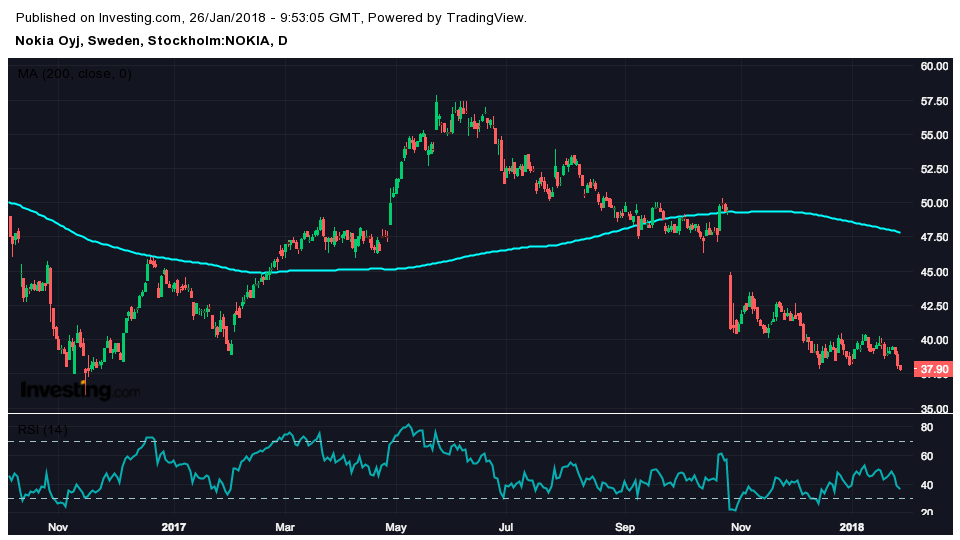 Published on Investing.com, 26/Jan/2018 - 9:53:05 GMT, Powered by TradingView.
Nokia Oyj, Sweden, Stockholm:NOKIA, D
MA (200, close, 0)
60.00
57.50
55.00
52.50
50.00
47.50
45.00
42.50
40.00
37.90
Investing.com
35.00
RSI (14)
80
60
40
20
Nov 2017 Mar May Jul Sep Nov 2018